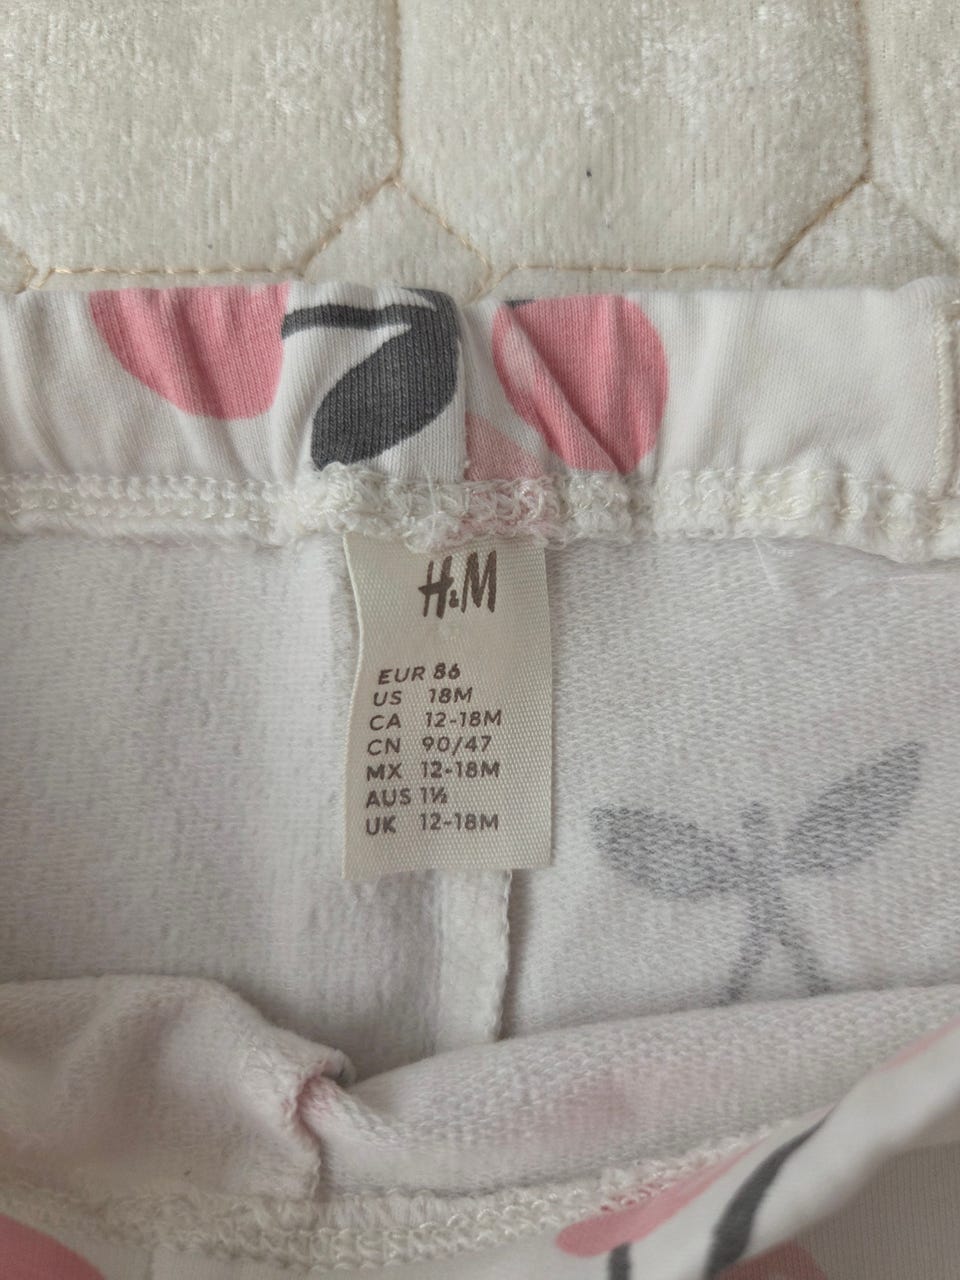 H&M
EUR 86
US 18M
CA 12-18M
CN 90/47
MX 12-18M
AUS 1½
UK 12-18M